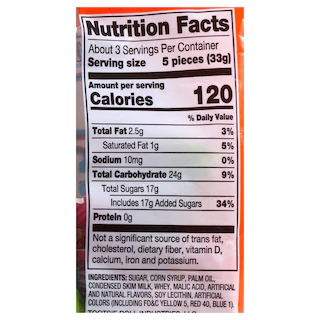 Nutrition Facts
About 3 Servings Per Container
Serving size 5 pieces (33g)
Amount per serving
Calories 120
% Daily Value
Total Fat 2.5g 3%
Saturated Fat 1g 5%
Sodium 10mg 0%
Total Carbohydrate 24g 9%
Total Sugars 17g
Includes 17g Added Sugars 34%
Protein 0g
Not a significant source of trans fat,
cholesterol, dietary fiber, vitamin D,
calcium, iron and potassium.
INGREDIENTS: SUGAR, CORN SYRUP, PALM OIL,
CONDENSED SKIM MILK, WHEY, MALIC ACID, ARTIFICIAL
AND NATURAL FLAVORS, SOY LECITHIN, ARTIFICIAL
COLORS (INCLUDING FD&C YELLOW 5, RED 40, BLUE 1).
TOOTSIE ROLL INDUSTRIES, LLC